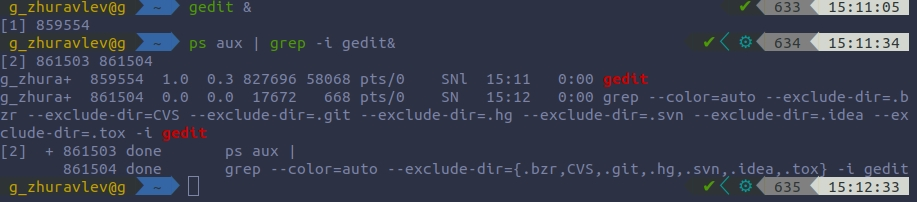 g_zhuravlev@g ~ gedit & ✔ 633 15:11:05
[1] 859554
g_zhuravlev@g ~ ps aux | grep -i gedit& ✔ ⚙ 634 15:11:34
[2] 861503 861504
g_zhura+ 859554 1.0 0.3 827696 58068 pts/0 SNl 15:11 0:00 gedit
g_zhura+ 861504 0.0 0.0 17672 668 pts/0 SN 15:12 0:00 grep --color=auto --exclude-dir=.b
zr --exclude-dir=CVS --exclude-dir=.git --exclude-dir=.hg --exclude-dir=.svn --exclude-dir=.idea --ex
clude-dir=.tox -i gedit
[2] + 861503 done ps aux |
861504 done grep --color=auto --exclude-dir={.bzr,CVS,.git,.hg,.svn,.idea,.tox} -i gedit
g_zhuravlev@g ~ ✔ ⚙ 635 15:12:33